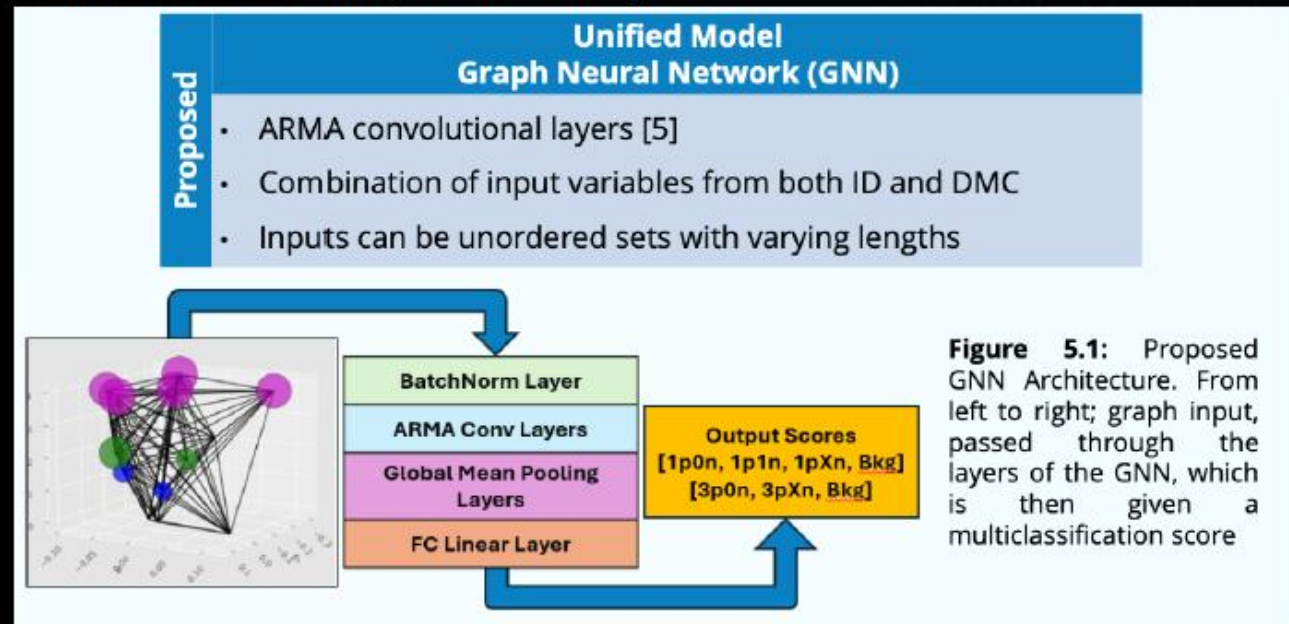 Proposed
Unified Model
Graph Neural Network (GNN)
• ARMA convolutional layers [5]
• Combination of input variables from both ID and DMC
• Inputs can be unordered sets with varying lengths
BatchNorm Layer
ARMA Conv Layers
Global Mean Pooling
Layers
FC Linear Layer
Output Scores
[1p0n, 1p1n, 1pXn, Bkg]
[3p0n, 3pXn, Bkg]
Figure 5.1: Proposed
GNN Architecture. From
left to right; graph input,
passed through the
layers of the GNN, which
is then given a
multiclassification score